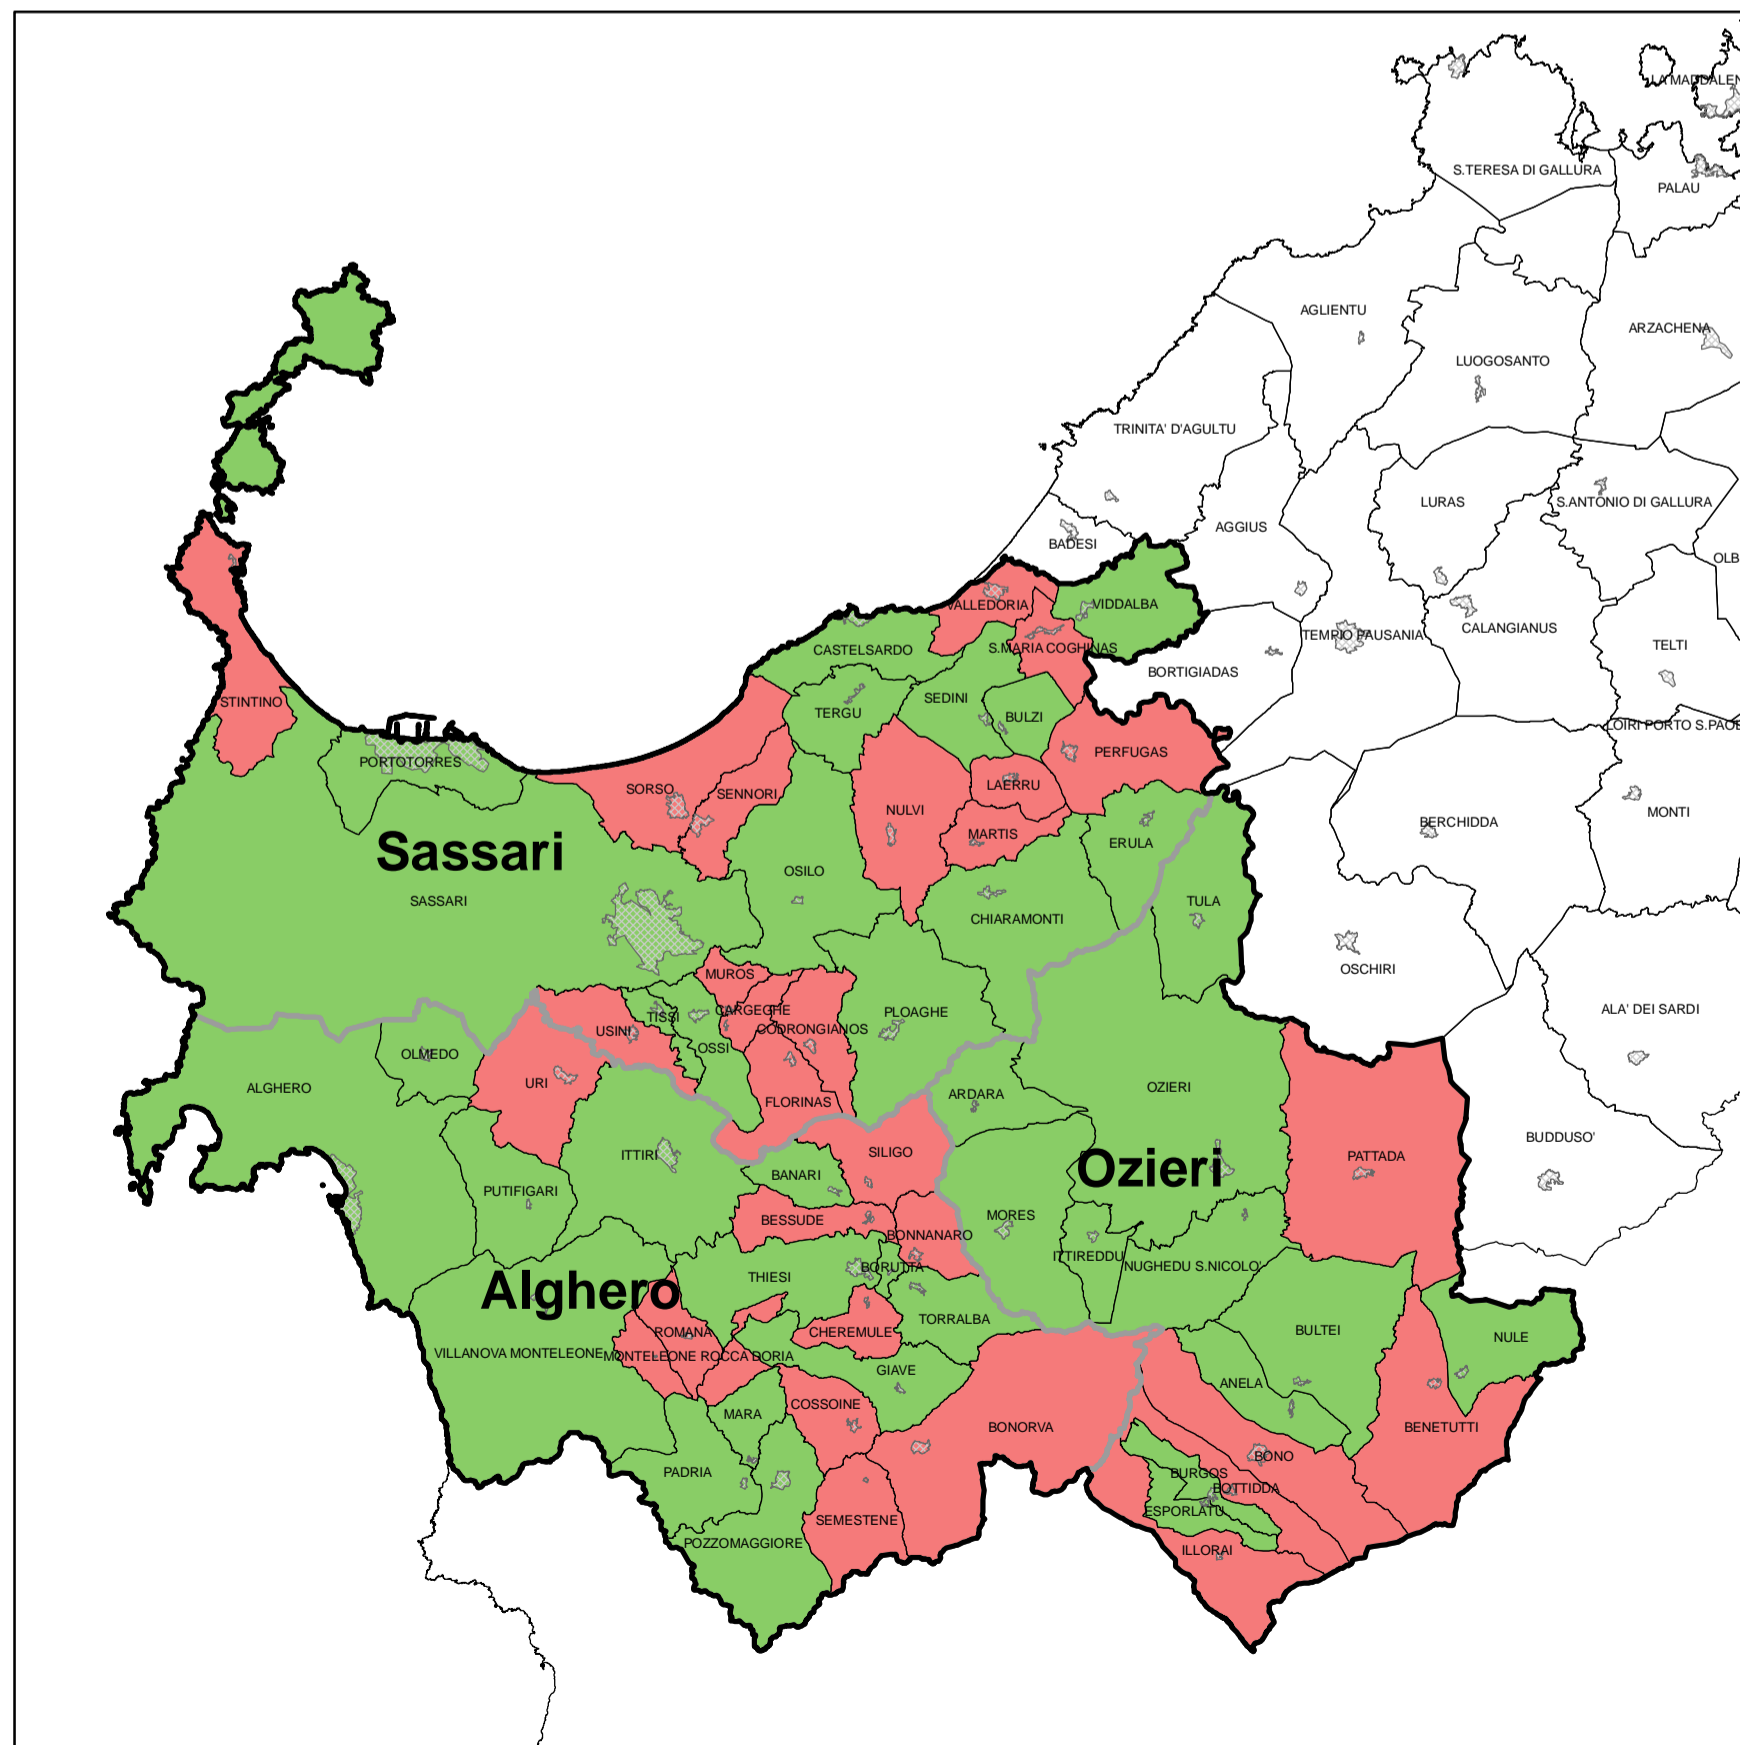 LA MADDALEN
S.TERESA DI GALLURA
PALAU
AGLIENTU
ARZACHENA
LUOGOSANTO
TRINITA' D'AGULTU
LURAS
S.ANTONIO DI GALLURA
AGGIUS
BADESI
OLB
VALLEDORIA
VIDDALBA
CALANGIANUS
TEMPIO PAUSANIA
TELTI
CASTELSARDO
S.MARIA COGHINAS
BORTIGIADAS
STINTINO
SEDINI
TERGU
BULZI
LOIRI PORTO S.PAOL
PERFUGAS
PORTOTORRES
LAERRU
SORSO
SENNORI
NULVI
MONTI
BERCHIDDA
MARTIS
ERULA
Sassari
OSILO
SASSARI
TULA
CHIARAMONTI
OSCHIRI
MUROS
CARGEGHE
PLOAGHE
ALA' DEI SARDI
TISSI
USINI
CODRONGIANOS
OSSI
OLMEDO
URI
ALGHERO
OZIERI
ARDARA
FLORINAS
BUDDUSO'
ITTIRI
SILIGO
PATTADA
Ozieri
BANARI
PUTIFIGARI
BESSUDE
MORES
BONNANARO
ITTIREDDU
NUGHEDU S.NICOLO'
BORUTTA
THIESI
Alghero
TORRALBA
ROMANA
CHEREMULE
BULTEI
NULE
VILLANOVA MONTELEONE
MONTELEONE ROCCA DORIA
GIAVE
ANELA
COSSOINE
MARA
BONORVA
BENETUTTI
BONO
PADRIA
BURGOS
BOTTIDDA
ESPORLATU
SEMESTENE
POZZOMAGGIORE
ILLORAI